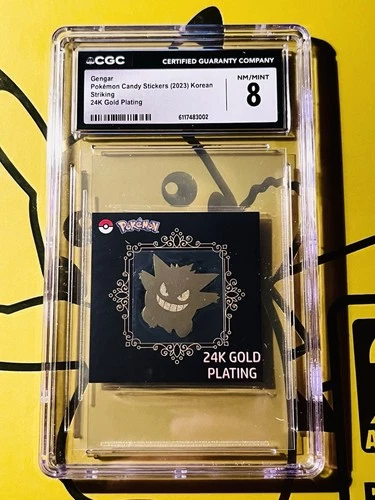 CGC
CERTIFIED GUARANTY COMPANY
Gengar
Pokémon Candy Stickers (2023) Korean
Striking
24K Gold Plating
NM/MINT
8
6117483002
POKéMON
24K GOLD
PLATING